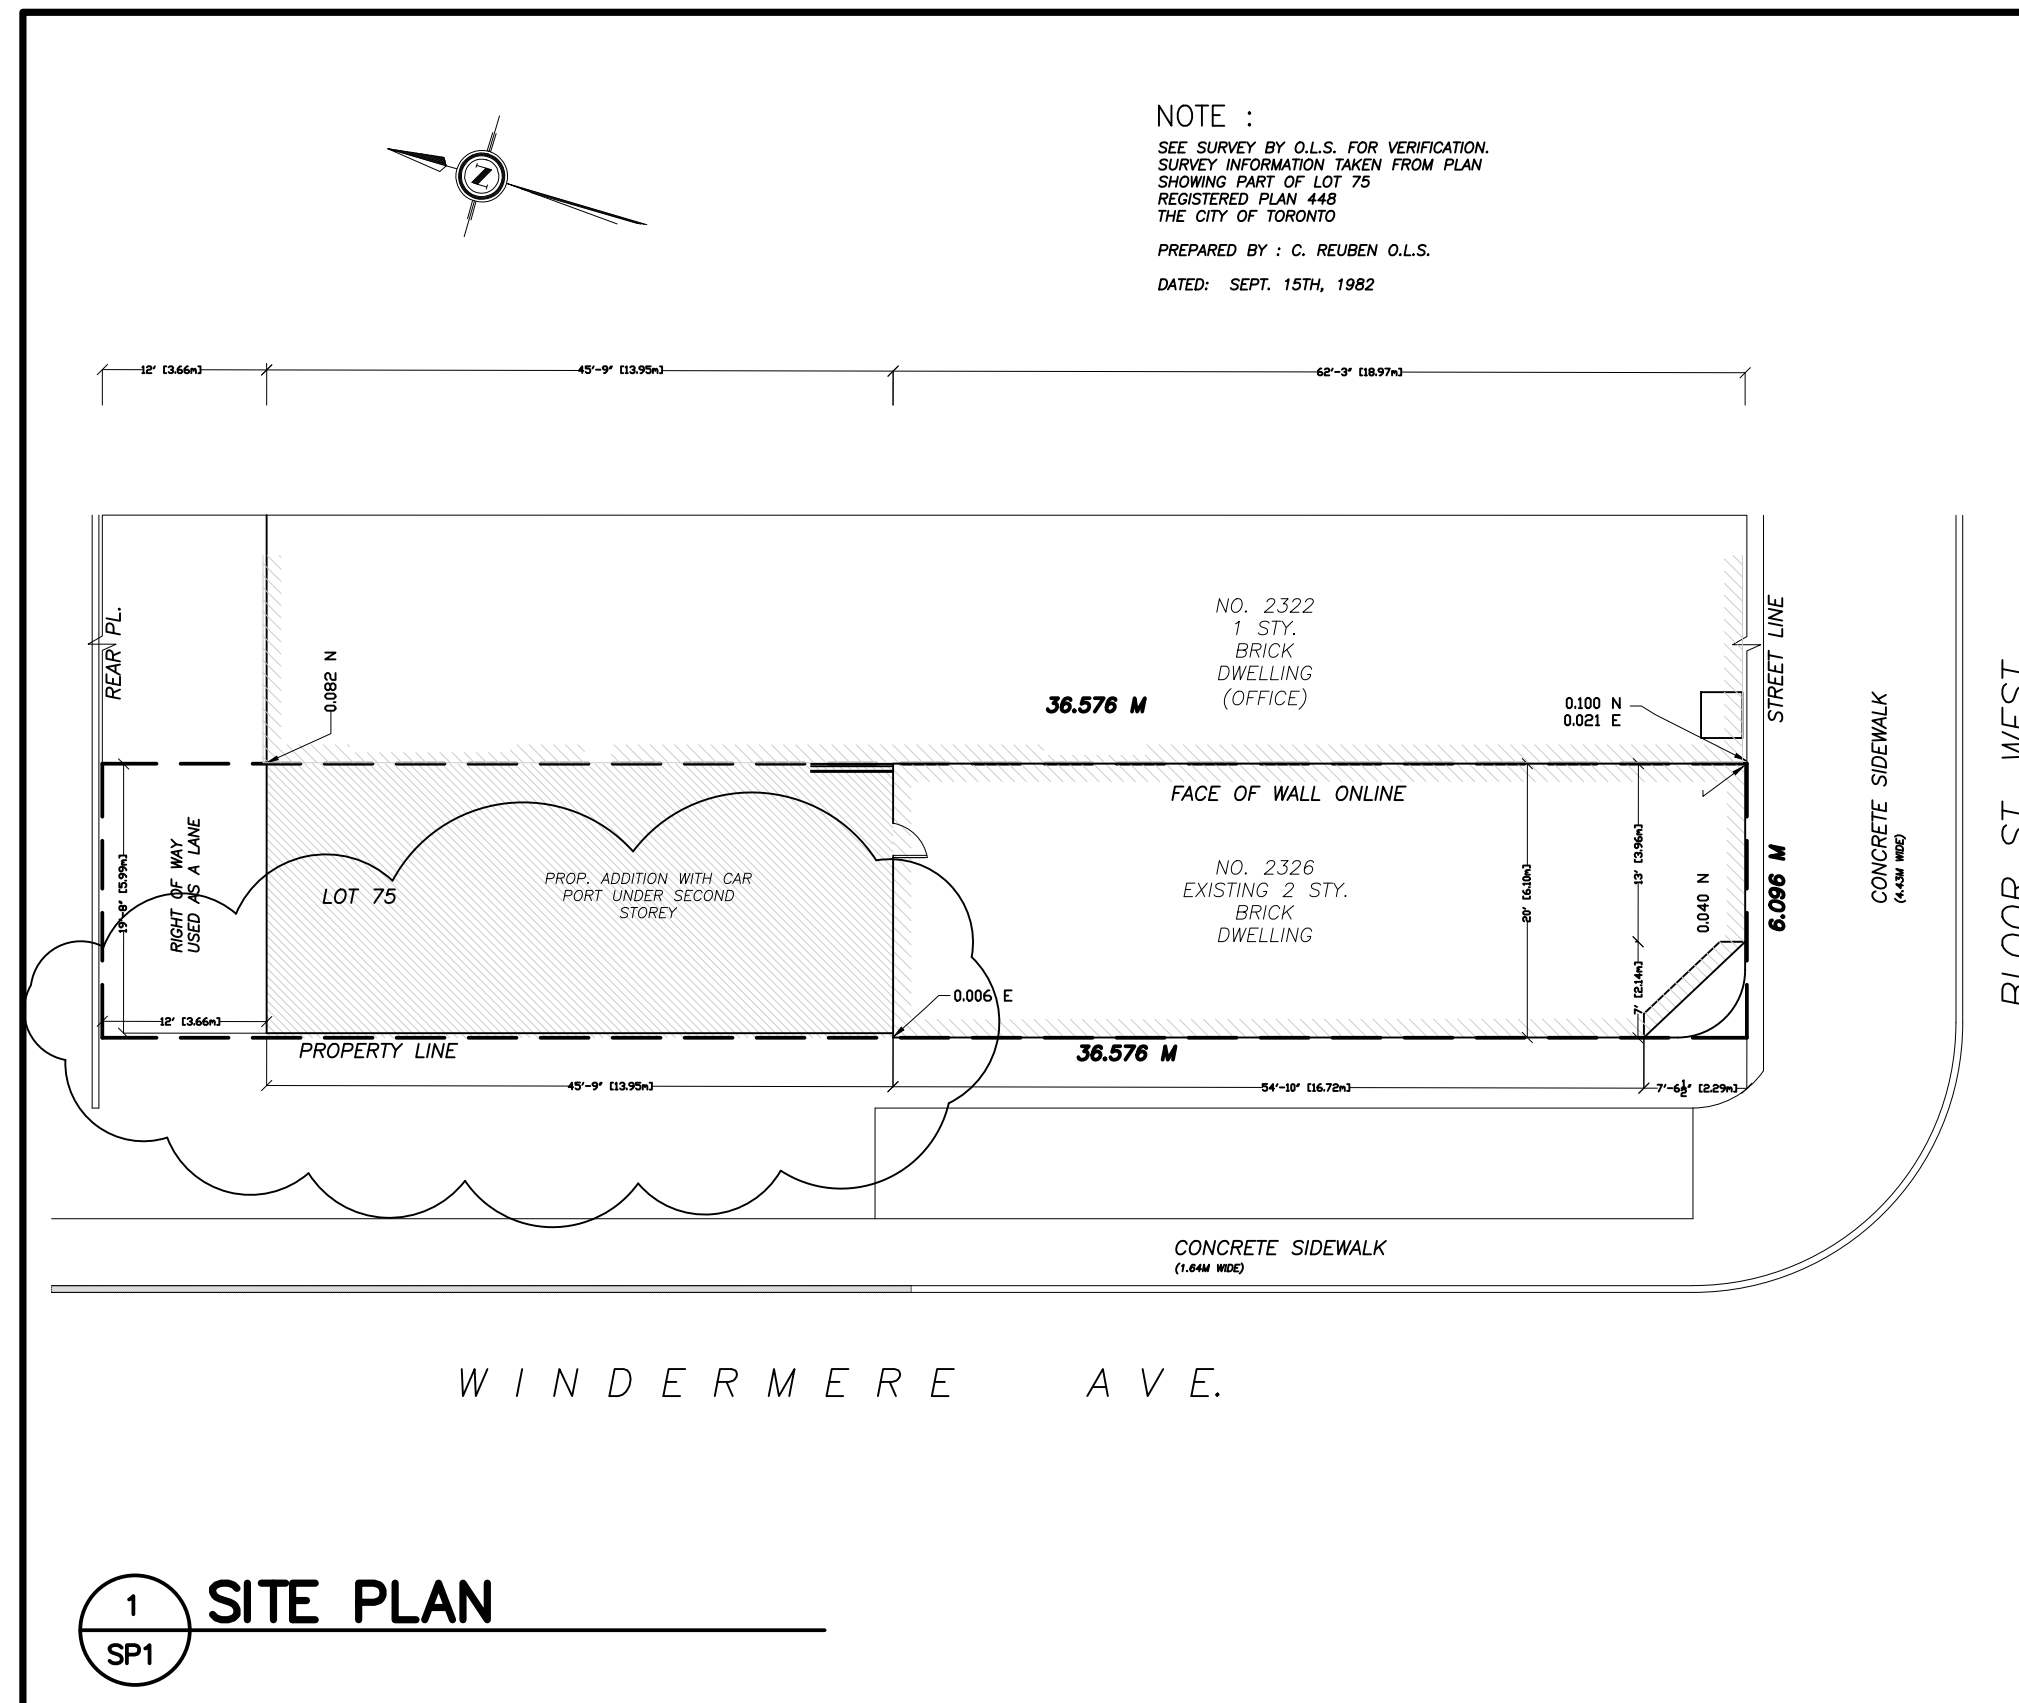 N
NOTE :
SEE SURVEY BY O.L.S. FOR VERIFICATION.
SURVEY INFORMATION TAKEN FROM PLAN
SHOWING PART OF LOT 75
REGISTERED PLAN 448
THE CITY OF TORONTO
PREPARED BY : C. REUBEN O.L.S.
DATED: SEPT. 15TH, 1982
12' [3.66m]
45'-9" [13.95m]
62'-3" [18.97m]
REAR PL.
0.082 N
NO. 2322
1 STY.
BRICK
DWELLING
(OFFICE)
36.576 M
0.100 N
0.021 E
STREET LINE
CONCRETE SIDEWALK
(4.43M WIDE)
BLOOR ST. WEST
FACE OF WALL ONLINE
19'-8" [5.99m]
RIGHT OF WAY
USED AS A LANE
LOT 75
PROP. ADDITION WITH CAR
PORT UNDER SECOND
STOREY
NO. 2326
EXISTING 2 STY.
BRICK
DWELLING
20' [6.10m]
13' [3.96m]
7' [2.14m]
0.040 N
6.096 M
0.006 E
12' [3.66m]
PROPERTY LINE
36.576 M
45'-9" [13.95m]
54'-10" [16.72m]
7'-6½" [2.29m]
CONCRETE SIDEWALK
(1.64M WIDE)
WINDERMERE AVE.
1
SP1
SITE PLAN